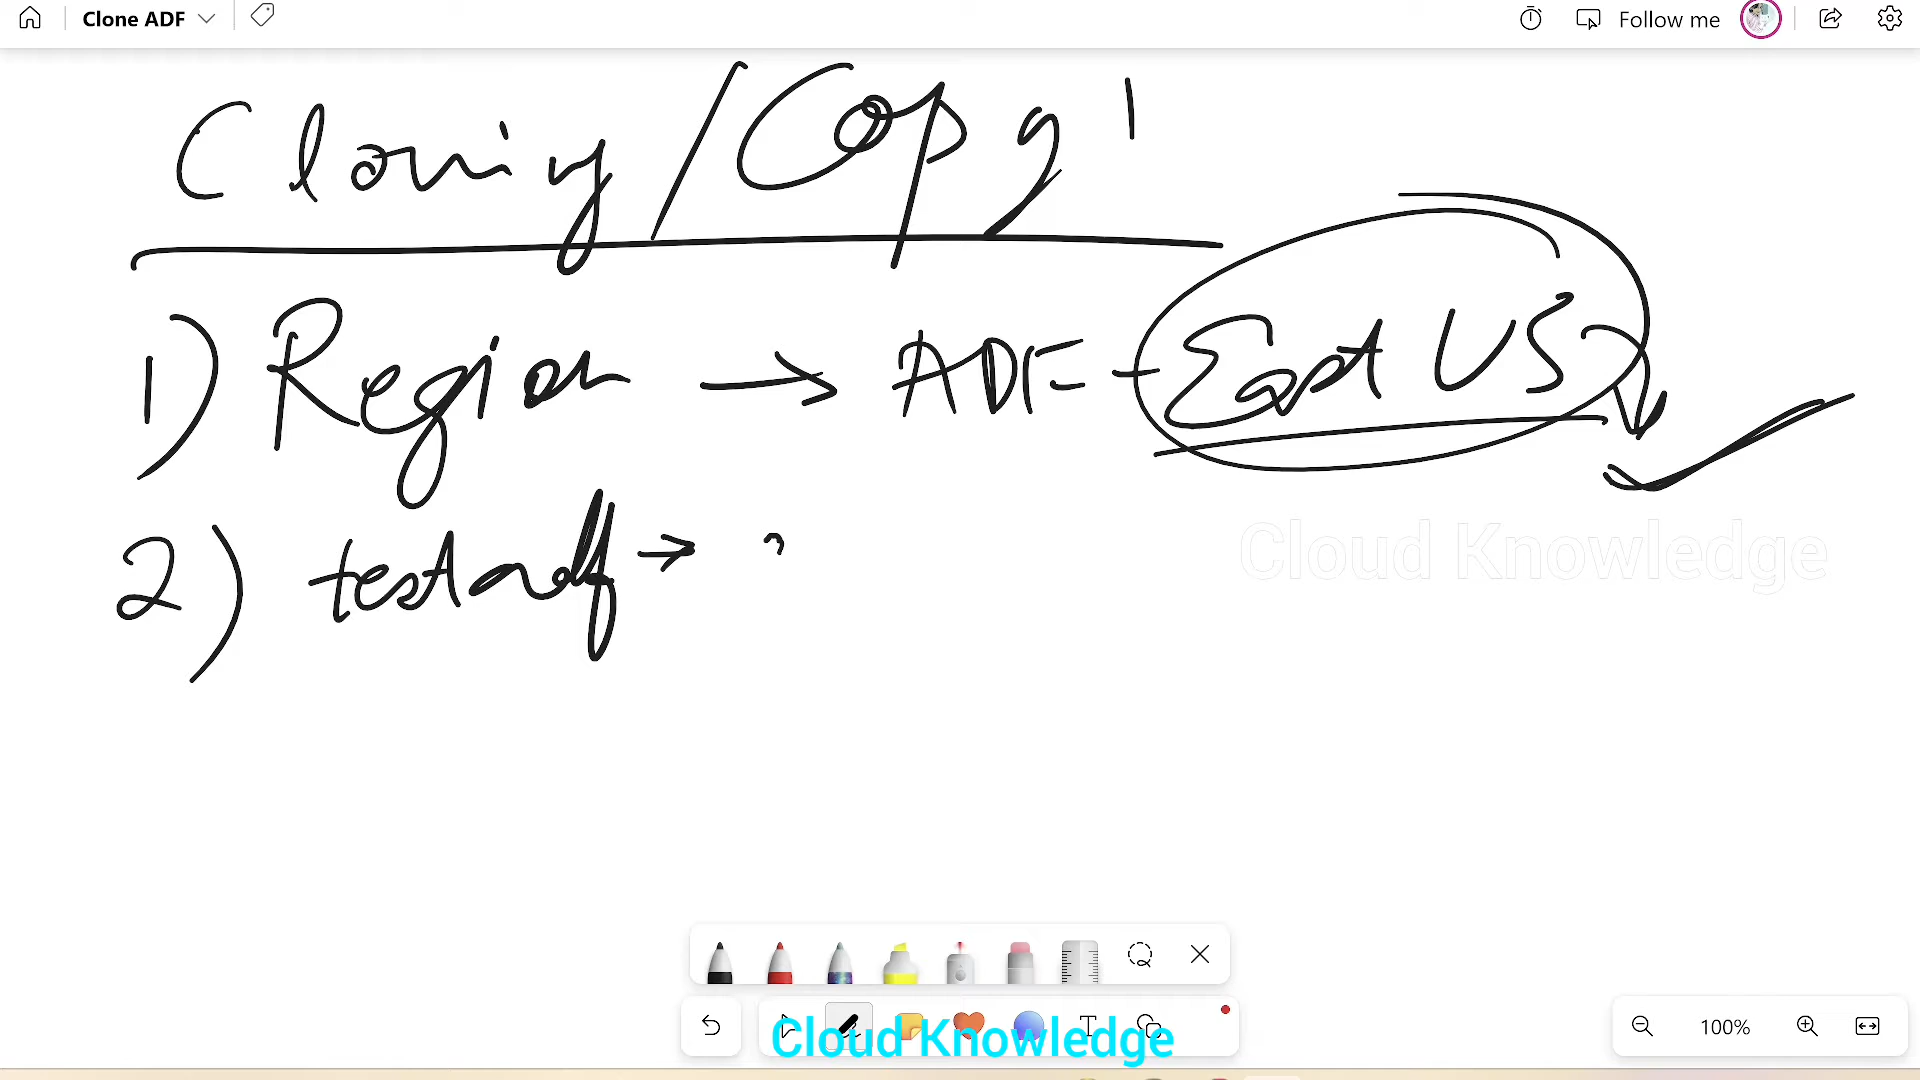 Clone ADF
Follow me
Cloning / Copy
1) Region → ADF - East US
2) testadf →
Cloud Knowledge
100%
Cloud Knowledge